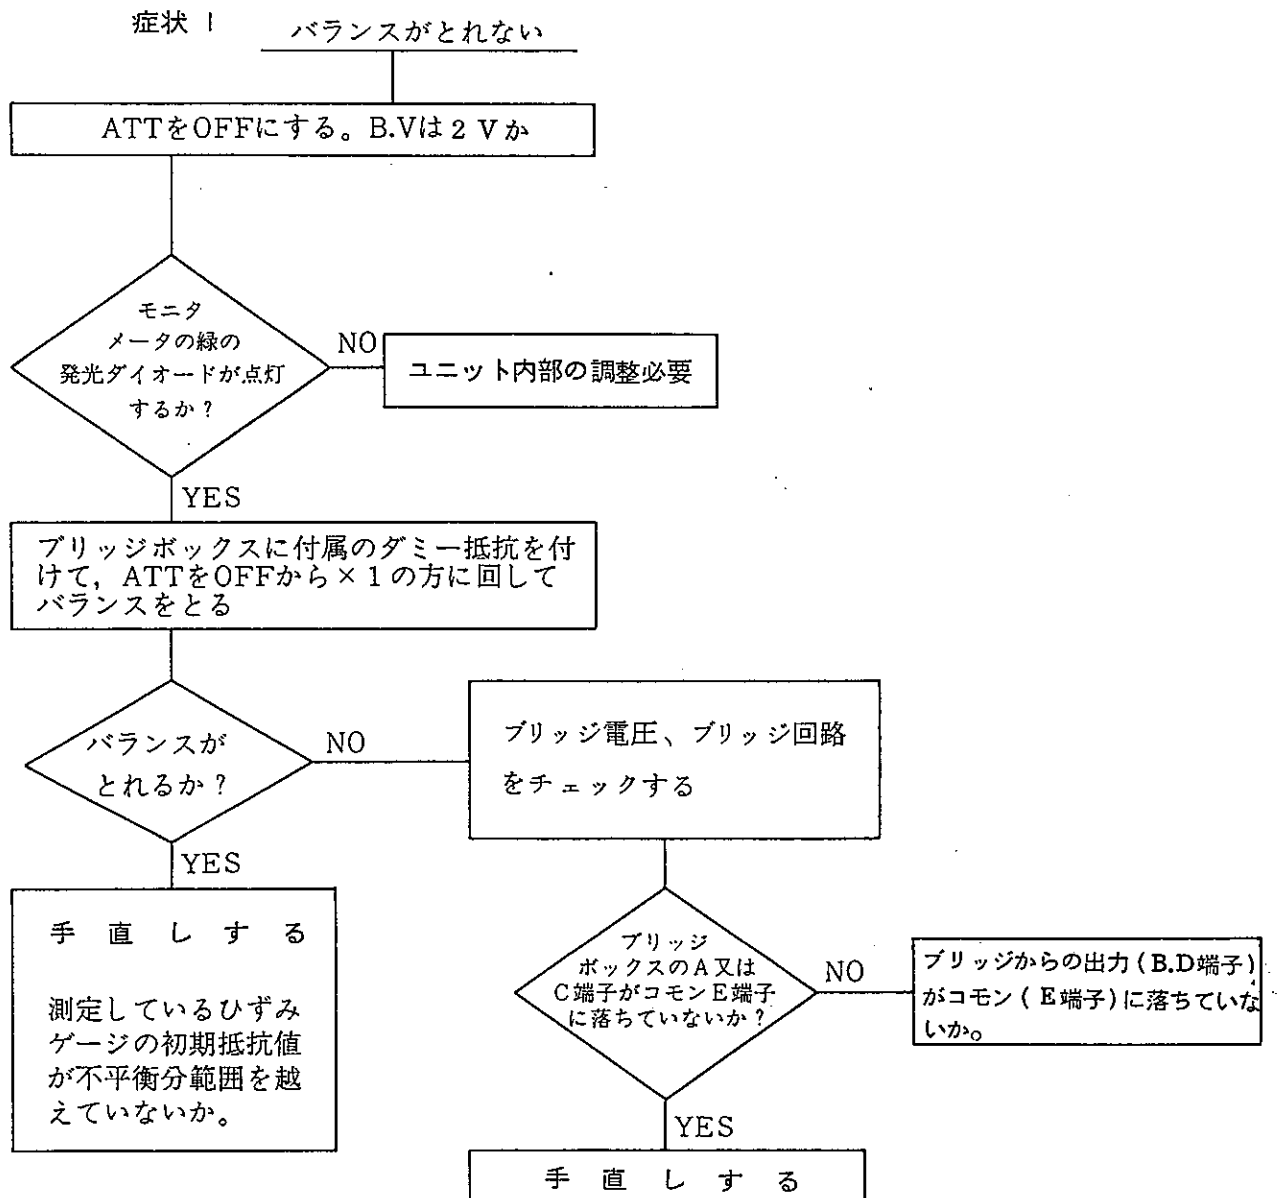 症状 1
バランスがとれない
ATTをOFFにする。B.Vは2Vか
モニタ
メータの緑の
発光ダイオードが点灯
するか?
NO
ユニット内部の調整必要
YES
ブリッジボックスに付属のダミー抵抗を付
けて，ATTをOFFから×1の方に回して
バランスをとる
バランスが
とれるか?
NO
ブリッジ電圧、ブリッジ回路
をチェックする
YES
手直しする
測定しているひずみ
ゲージの初期抵抗値
が不平衡分範囲を越
えていないか。
ブリッジ
ボックスのA又は
C端子がコモンE端子
に落ちていないか?
NO
ブリッジからの出力(B.D端子)
がコモン(E端子)に落ちていな
いか。
YES
手直しする